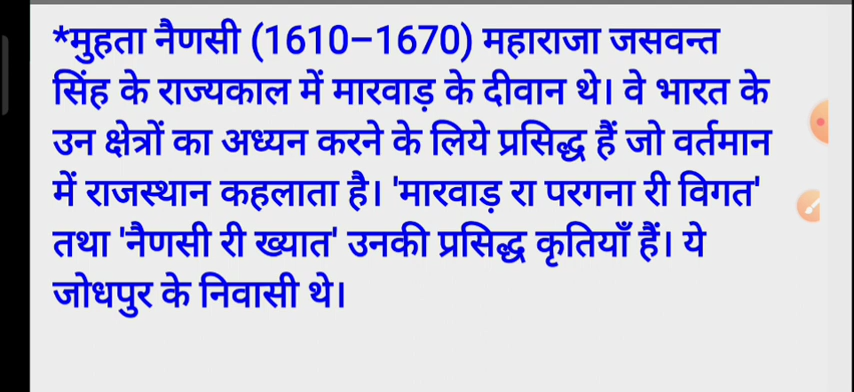 *मुहता नैणसी (1610–1670) महाराजा जसवन्त
सिंह के राज्यकाल में मारवाड़ के दीवान थे। वे भारत के
उन क्षेत्रों का अध्यन करने के लिये प्रसिद्ध हैं जो वर्तमान
में राजस्थान कहलाता है। 'मारवाड़ रा परगना री विगत'
तथा 'नैणसी री ख्यात' उनकी प्रसिद्ध कृतियाँ हैं। ये
जोधपुर के निवासी थे।